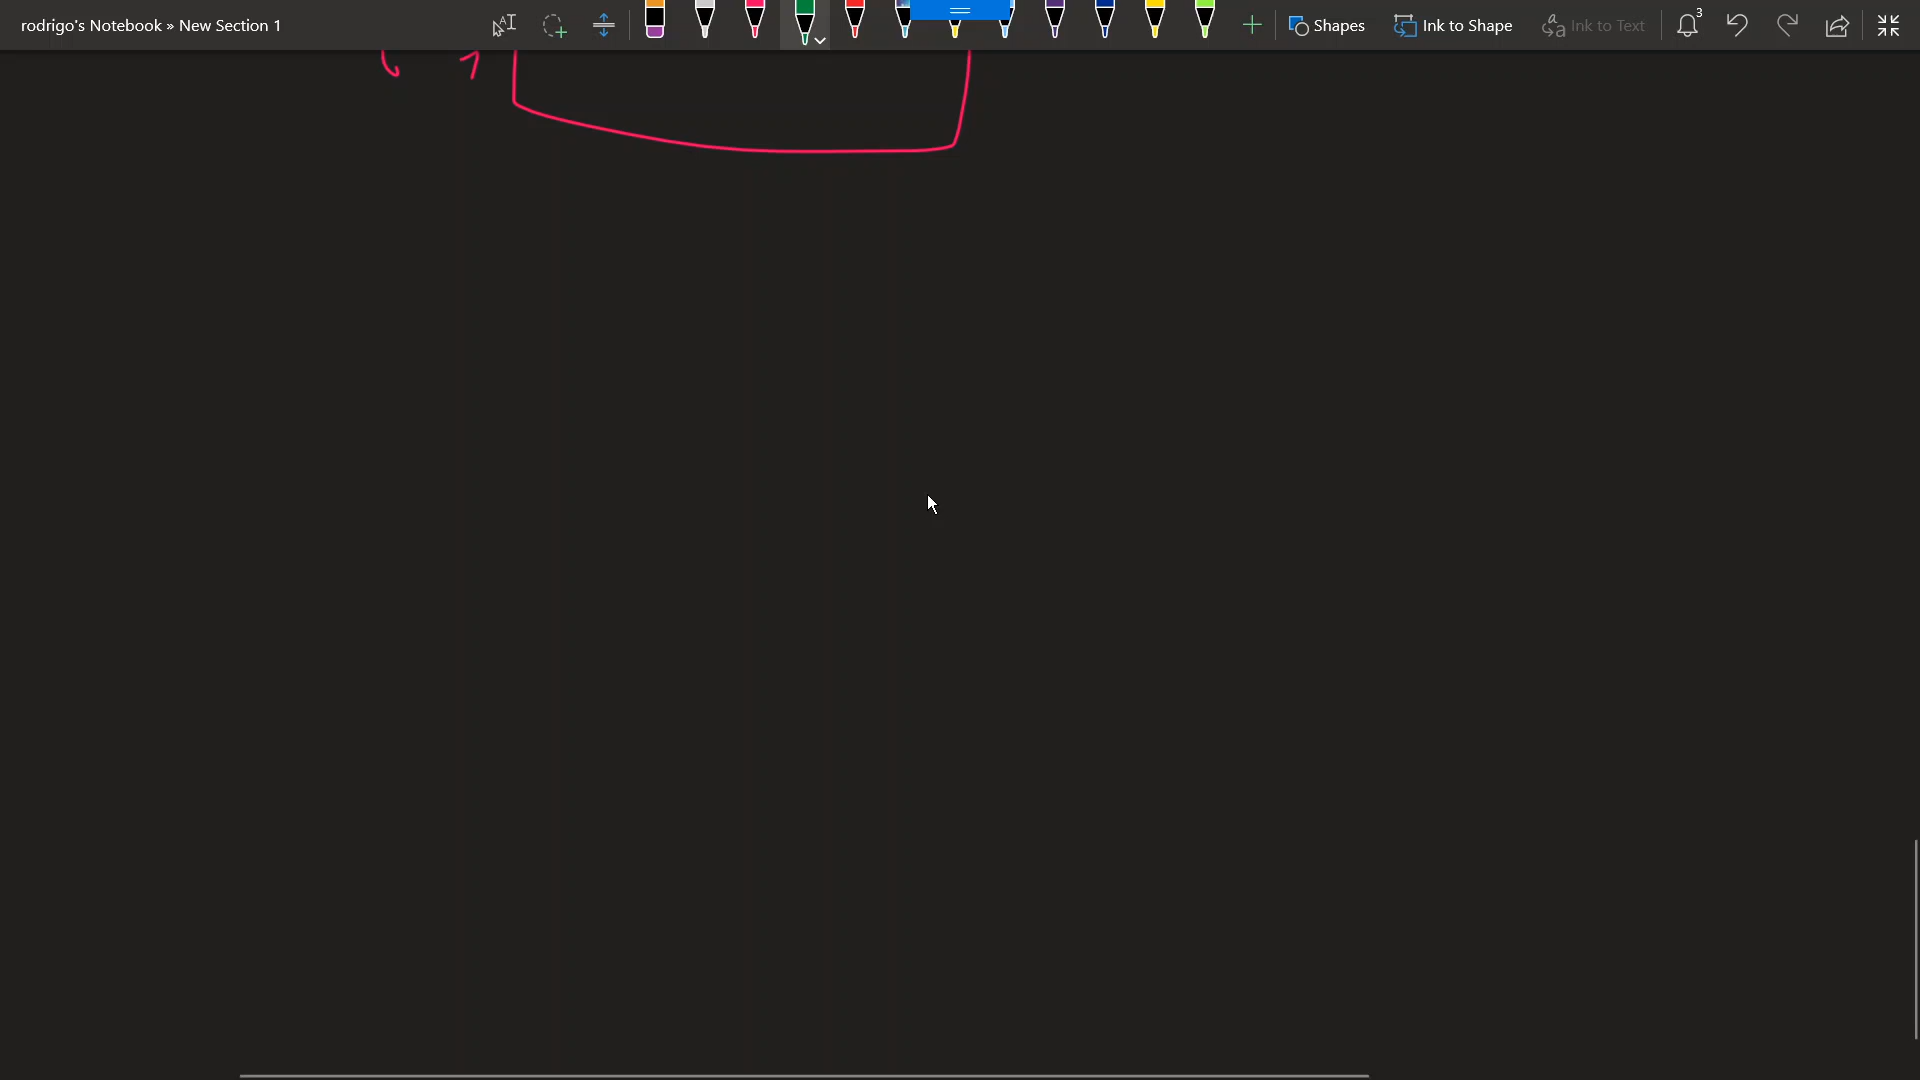 rodrigo's Notebook » New Section 1
Shapes
Ink to Shape
Ink to Text
3